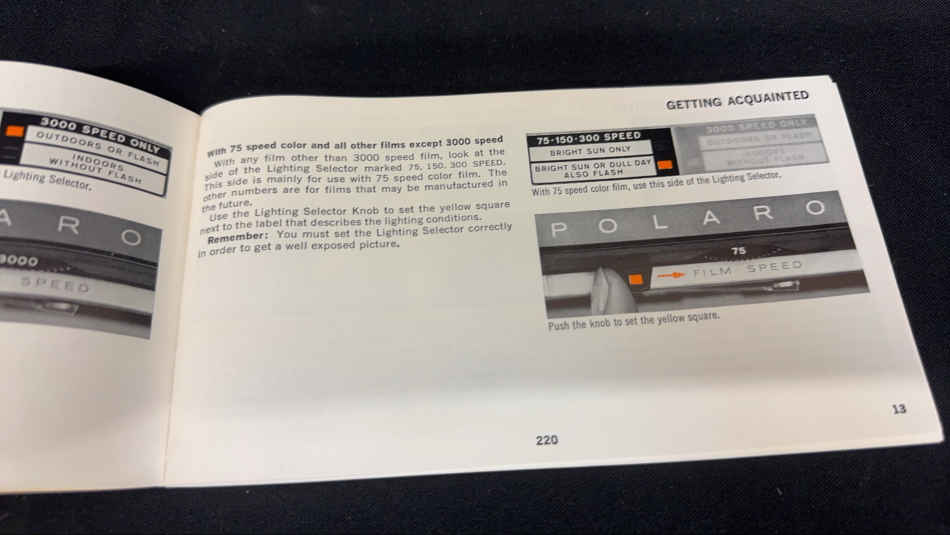 3000 SPEED ONLY
OUTDOORS OR FLASH
INDOORS
WITHOUT FLASH
Lighting Selector.
A R O
3000
SPEED
GETTING ACQUAINTED
With 75 speed color and all other films except 3000 speed
With any film other than 3000 speed film, look at the
side of the Lighting Selector marked 75, 150, 300 SPEED.
This side is mainly for use with 75 speed color film. The
other numbers are for films that may be manufactured in
the future.
Use the Lighting Selector Knob to set the yellow square
next to the label that describes the lighting conditions.
Remember: You must set the Lighting Selector correctly
in order to get a well exposed picture.
75-150-300 SPEED
BRIGHT SUN ONLY
BRIGHT SUN OR DULL DAY
ALSO FLASH
3000 SPEED ONLY
OUTDOORS OR FLASH
WITHOUT FLASH
With 75 speed color film, use this side of the Lighting Selector.
POLARO
75
FILM SPEED
Push the knob to set the yellow square.
13
220